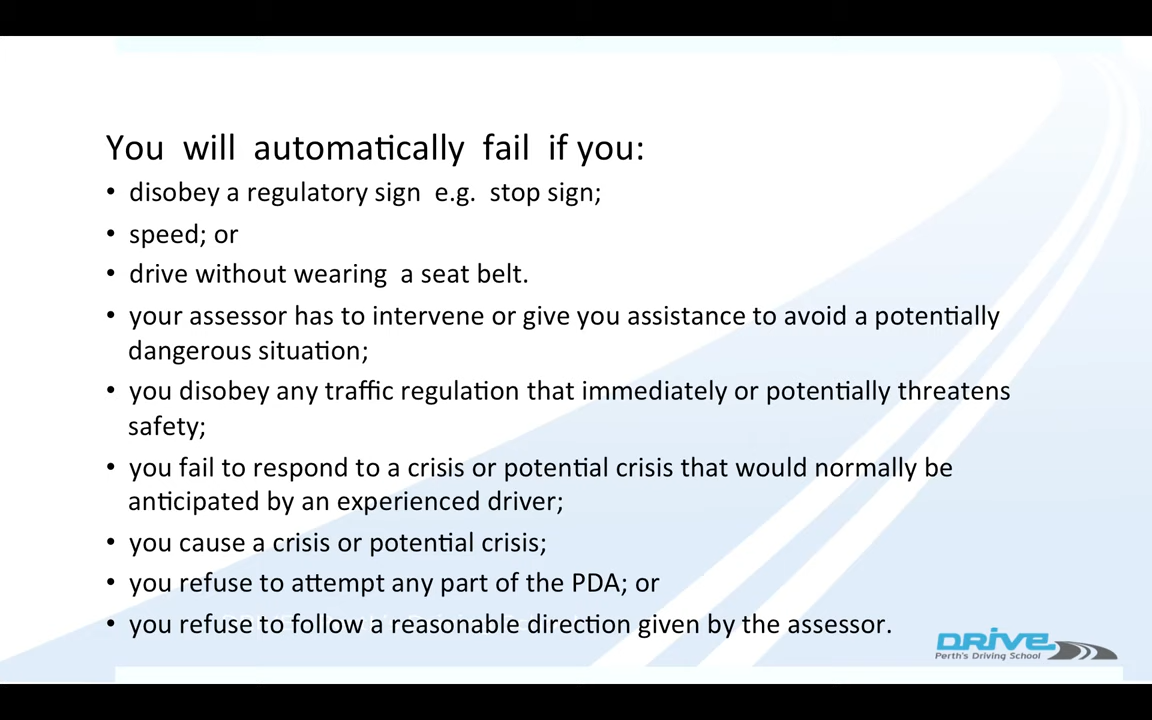 You will automatically fail if you:
• disobey a regulatory sign e.g. stop sign;
• speed; or
• drive without wearing a seat belt.
• your assessor has to intervene or give you assistance to avoid a potentially
dangerous situation;
• you disobey any traffic regulation that immediately or potentially threatens
safety;
• you fail to respond to a crisis or potential crisis that would normally be
anticipated by an experienced driver;
• you cause a crisis or potential crisis;
• you refuse to attempt any part of the PDA; or
• you refuse to follow a reasonable direction given by the assessor.
DRIVE
Perth's Driving School